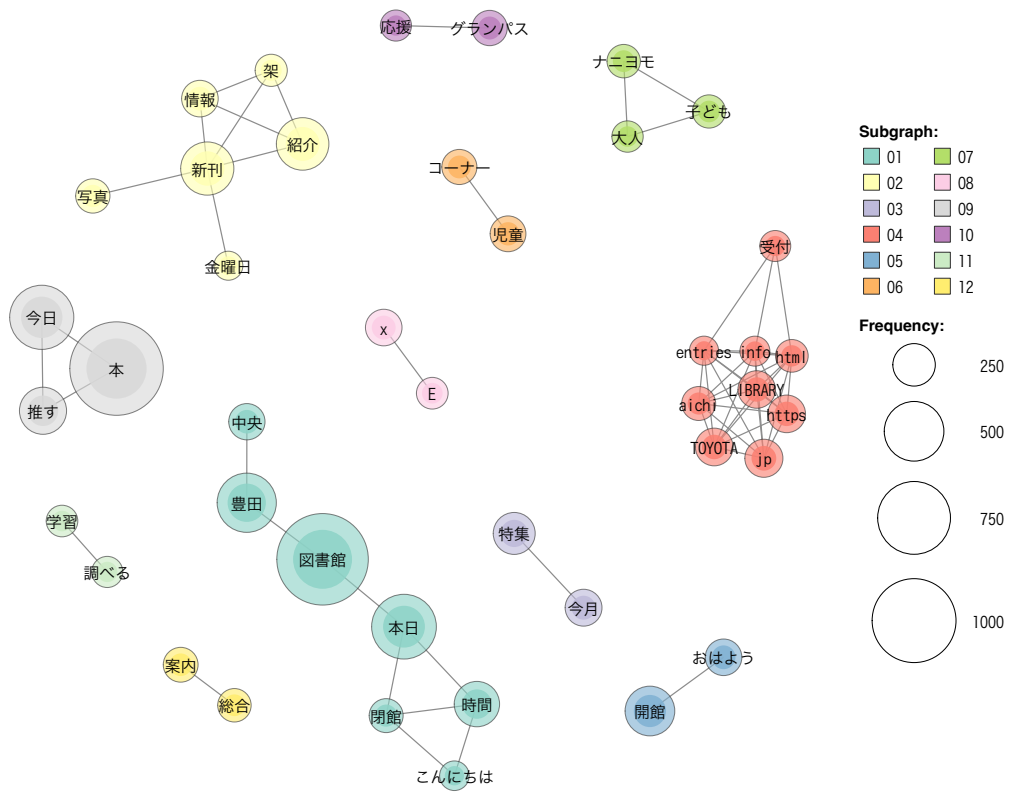 応援
グランパス
ナニヨモ
子ども
大人
架
情報
紹介
新刊
写真
金曜日
コーナー
児童
受付
entries
info
html
LIBRARY
aichi
https
TOYOTA
jp
今日
本
推す
x
E
中央
豊田
図書館
本日
閉館
時間
こんにちは
学習
調べる
特集
今月
案内
総合
おはよう
開館
Subgraph:
01
02
03
04
05
06
07
08
09
10
11
12
Frequency:
250
500
750
1000